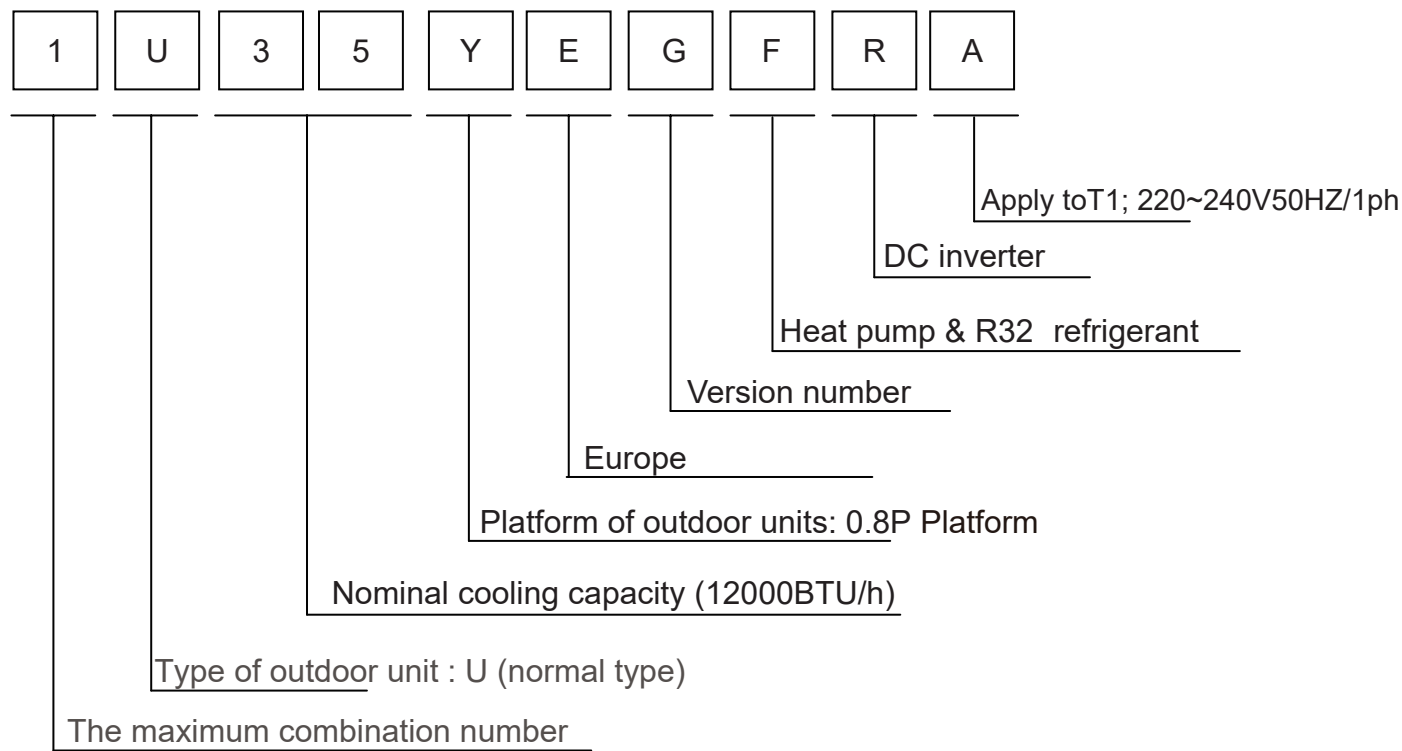 1 U 3 5 Y E G F R A
Apply toT1; 220~240V50HZ/1ph
DC inverter
Heat pump & R32 refrigerant
Version number
Europe
Platform of outdoor units: 0.8P Platform
Nominal cooling capacity (12000BTU/h)
Type of outdoor unit : U (normal type)
The maximum combination number